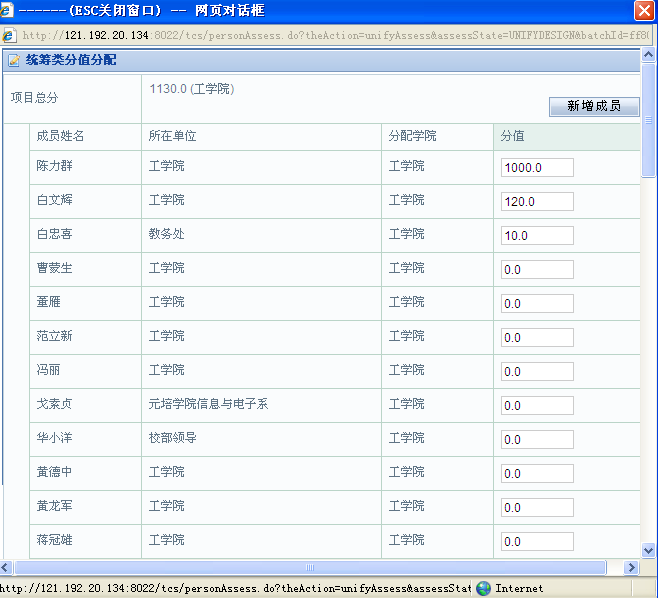 ------(ESC关闭窗口) -- 网页对话框
http://121.192.20.134:8022/tcs/personAssess.do?theAction=unifyAssess&assessState=UNIFYDESIGN&batchId=ff80
统筹类分值分配
项目总分 1130.0 (工学院)
新增成员
成员姓名 所在单位 分配学院 分值
陈力群 工学院 工学院 1000.0
白文辉 工学院 工学院 120.0
白忠喜 教务处 工学院 10.0
曹蒙生 工学院 工学院 0.0
董雁 工学院 工学院 0.0
范立新 工学院 工学院 0.0
冯丽 工学院 工学院 0.0
戈素贞 元培学院信息与电子系 工学院 0.0
华小洋 校部领导 工学院 0.0
黄德中 工学院 工学院 0.0
黄龙军 工学院 工学院 0.0
蒋冠雄 工学院 工学院 0.0
http://121.192.20.134:8022/tcs/personAssess.do?theAction=unifyAssess&assessStat Internet